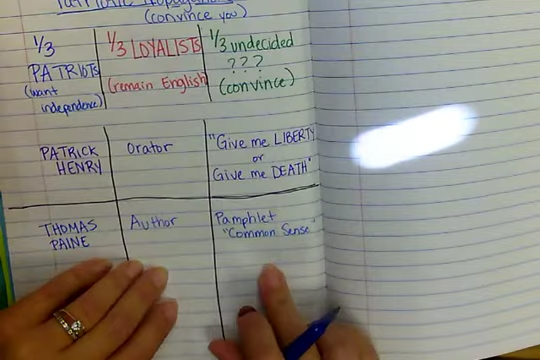 Propaganda
(convince you)
1/3 PATRIOTS (want independence)
1/3 LOYALISTS (remain English)
1/3 undecided ??? (convince)
PATRICK HENRY
Orator
"Give me LIBERTY or Give me DEATH"
THOMAS PAINE
Author
Pamphlet "Common Sense"